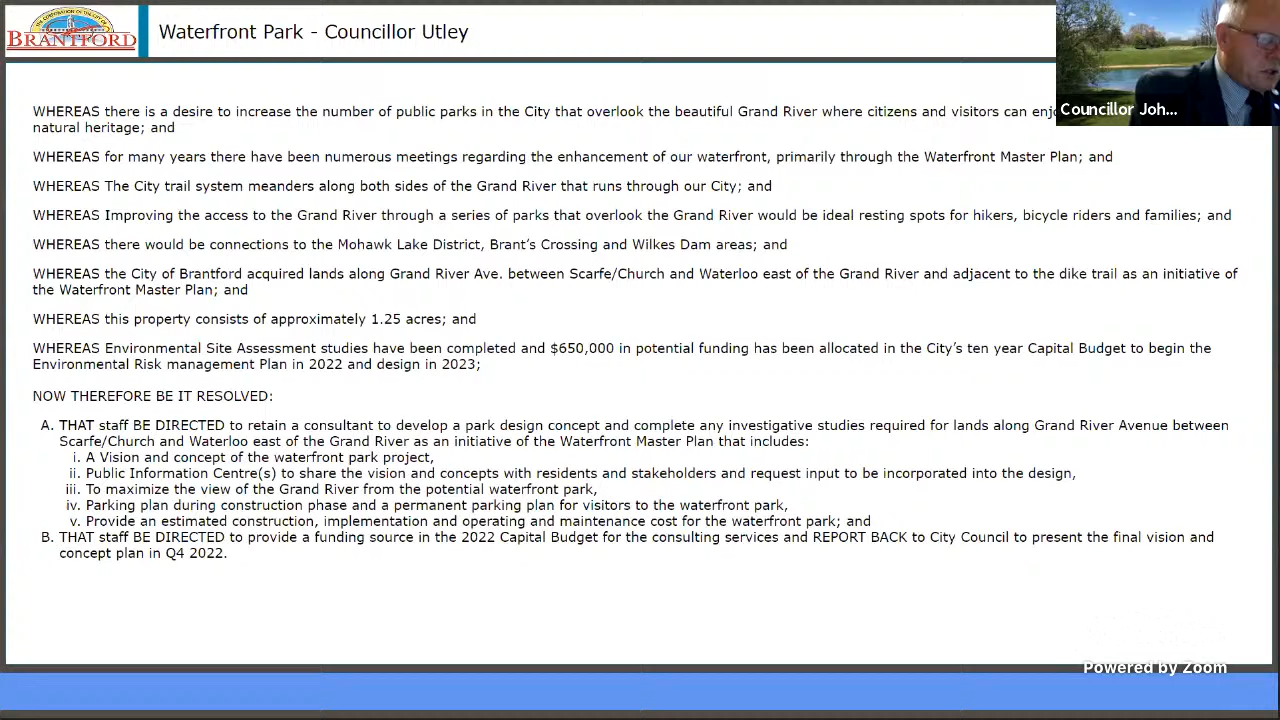 THE CORPORATION OF THE CITY OF
BRANTFORD
Waterfront Park - Councillor Utley
Councillor Joh...
WHEREAS there is a desire to increase the number of public parks in the City that overlook the beautiful Grand River where citizens and visitors can
natural heritage; and
WHEREAS for many years there have been numerous meetings regarding the enhancement of our waterfront, primarily through the Waterfront Master Plan; and
WHEREAS The City trail system meanders along both sides of the Grand River that runs through our City; and
WHEREAS Improving the access to the Grand River through a series of parks that overlook the Grand River would be ideal resting spots for hikers, bicycle riders and families; and
WHEREAS there would be connections to the Mohawk Lake District, Brant's Crossing and Wilkes Dam areas; and
WHEREAS the City of Brantford acquired lands along Grand River Ave. between Scarfe/Church and Waterloo east of the Grand River and adjacent to the dike trail as an initiative of
the Waterfront Master Plan; and
WHEREAS this property consists of approximately 1.25 acres; and
WHEREAS Environmental Site Assessment studies have been completed and $650,000 in potential funding has been allocated in the City's ten year Capital Budget to begin the
Environmental Risk management Plan in 2022 and design in 2023;
NOW THEREFORE BE IT RESOLVED:
A. THAT staff BE DIRECTED to retain a consultant to develop a park design concept and complete any investigative studies required for lands along Grand River Avenue between
Scarfe/Church and Waterloo east of the Grand River as an initiative of the Waterfront Master Plan that includes:
i. A Vision and concept of the waterfront park project,
ii. Public Information Centre(s) to share the vision and concepts with residents and stakeholders and request input to be incorporated into the design,
iii. To maximize the view of the Grand River from the potential waterfront park,
iv. Parking plan during construction phase and a permanent parking plan for visitors to the waterfront park,
v. Provide an estimated construction, implementation and operating and maintenance cost for the waterfront park; and
B. THAT staff BE DIRECTED to provide a funding source in the 2022 Capital Budget for the consulting services and REPORT BACK to City Council to present the final vision and
concept plan in Q4 2022.
Powered by Zoom